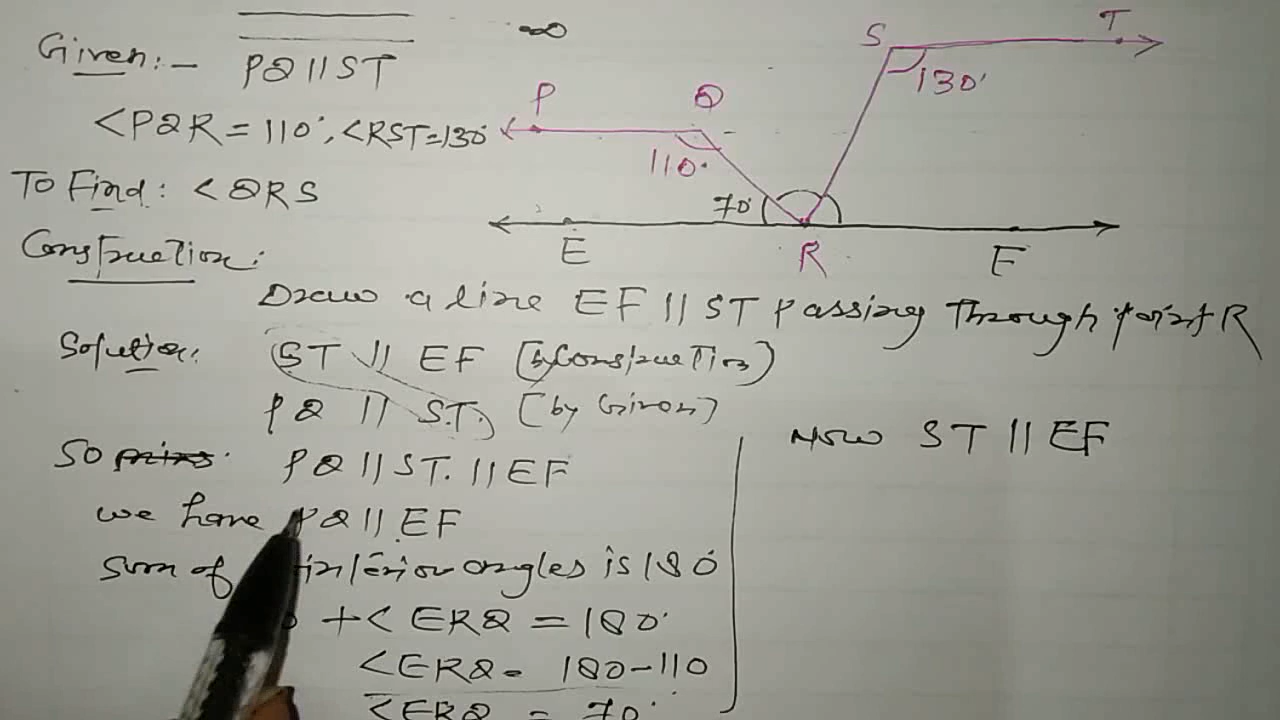 Given:-
PQ || ST
<PQR = 110°, <RST=130°
To Find: <QRS
Construction:
Draw a line EF || ST passing through point R
Solution: ST || EF (by Construction)
PQ || S.T. (by Given)
So PQ || ST. || EF
we have PQ || EF
Sum of interior angles is 180
+ < ERQ = 180°
<ERQ = 180-110
<ERQ = 70°
P
Q
110°
S
T
130°
70°
E
R
F
Now ST || EF